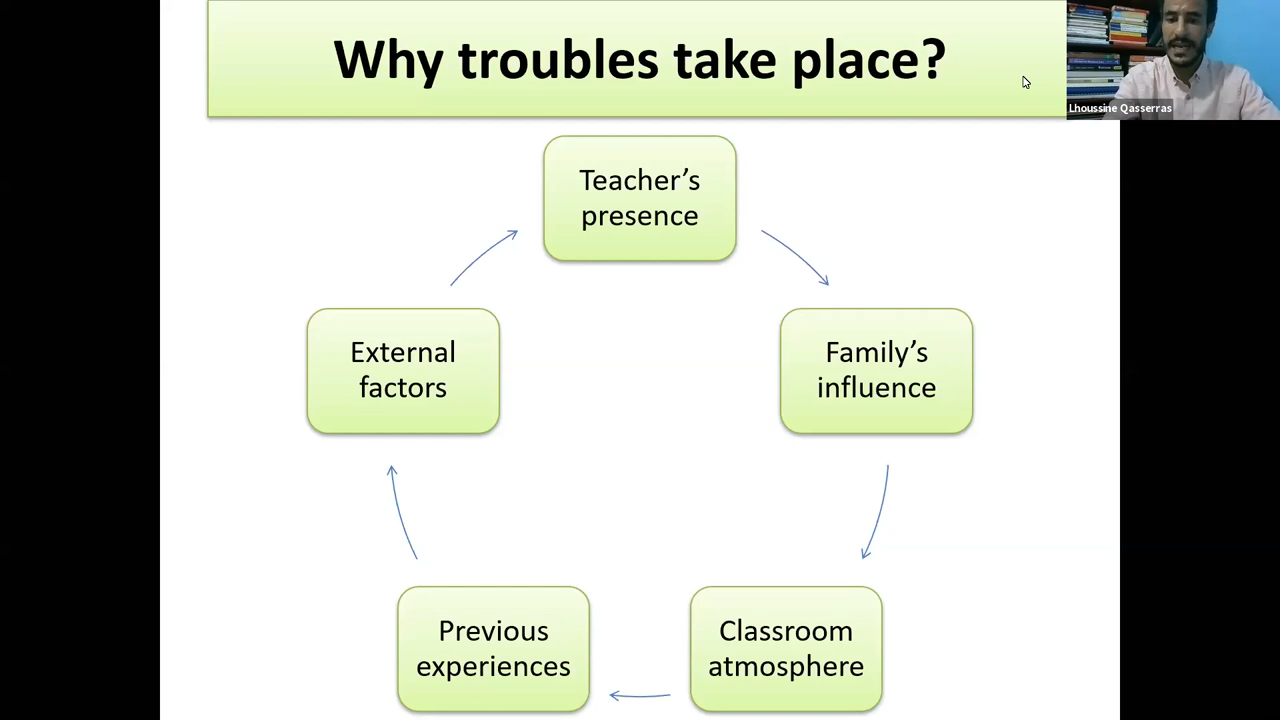 Why troubles take place?
Lhoussine Qasserras
Teacher’s
presence
Family’s
influence
Classroom
atmosphere
Previous
experiences
External
factors